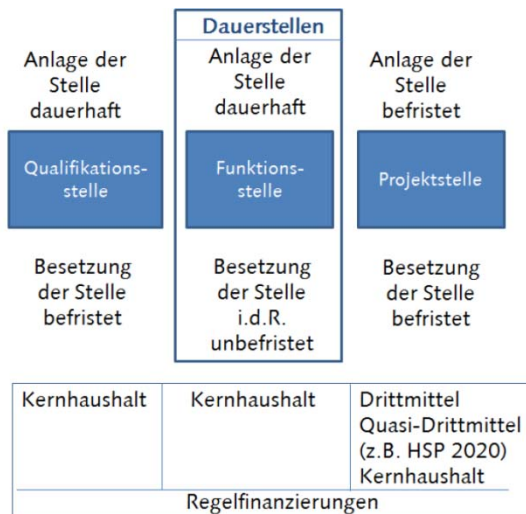 Dauerstellen
Anlage der
Stelle
dauerhaft
Anlage der
Stelle
dauerhaft
Anlage der
Stelle
befristet
Qualifikations-
stelle
Funktions-
stelle
Projektstelle
Besetzung
der Stelle
befristet
Besetzung
der Stelle
i.d.R.
unbefristet
Besetzung
der Stelle
befristet
Kernhaushalt
Kernhaushalt
Drittmittel
Quasi-Drittmittel
(z.B. HSP 2020)
Kernhaushalt
Regelfinanzierungen